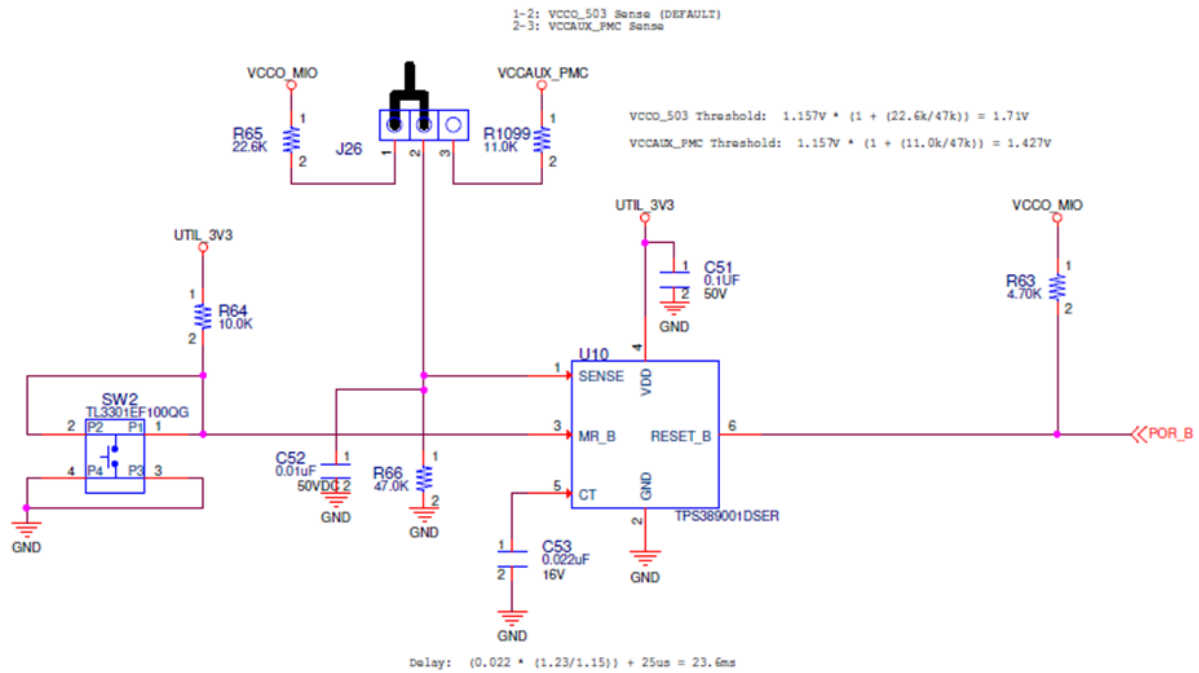 1-2: VCCO_503 Sense (DEFAULT)
2-3: VCCAUX_PMC Sense
VCCO_MIO
VCCAUX_PMC
1
R65
22.6K
2
J26
1
2
3
1
R1099
11.0K
2
VCCO_503 Threshold: 1.157V * (1 + (22.6k/47k)) = 1.71V
VCCAUX_PMC Threshold: 1.157V * (1 + (11.0k/47k)) = 1.427V
UTIL_3V3
1
R64
10.0K
2
UTIL_3V3
1
C51
0.1UF
2
50V
GND
VCCO_MIO
1
R63
4.70K
2
SW2
TL3301EF100QG
2
P2
P1
1
4
P4
P3
3
GND
C52
0.01uF
1
50VDC
2
GND
R66
47.0K
1
2
GND
U10
1
SENSE
4
VDD
3
MR_B
RESET_B
6
5
CT
GND
2
TPS389001DSER
GND
POR_B
1
C53
0.022uF
2
16V
GND
Delay: (0.022 * (1.23/1.15)) + 25us = 23.6ms